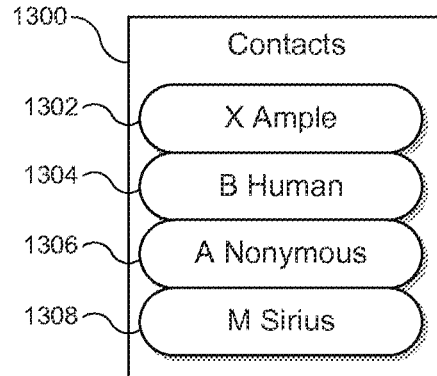 1300
Contacts
1302
X Ample
1304
B Human
1306
A Nonymous
1308
M Sirius